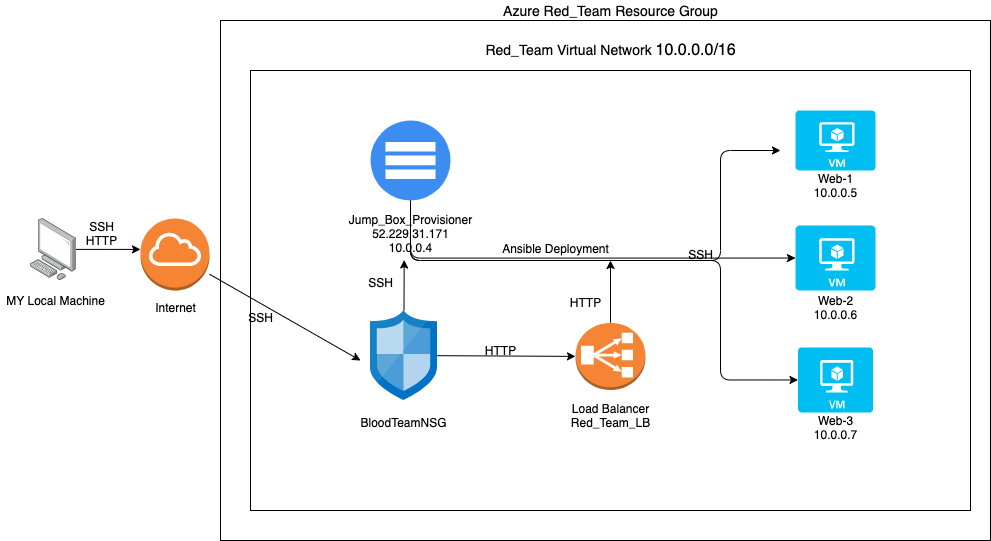 Azure Red_Team Resource Group
Red_Team Virtual Network 10.0.0.0/16
SSH
HTTP
MY Local Machine
Internet
SSH
Jump_Box_Provisioner
52.229.31.171
10.0.0.4
SSH
BloodTeamNSG
HTTP
Ansible Deployment
HTTP
Load Balancer
Red_Team_LB
SSH
VM
Web-1
10.0.0.5
VM
Web-2
10.0.0.6
VM
Web-3
10.0.0.7